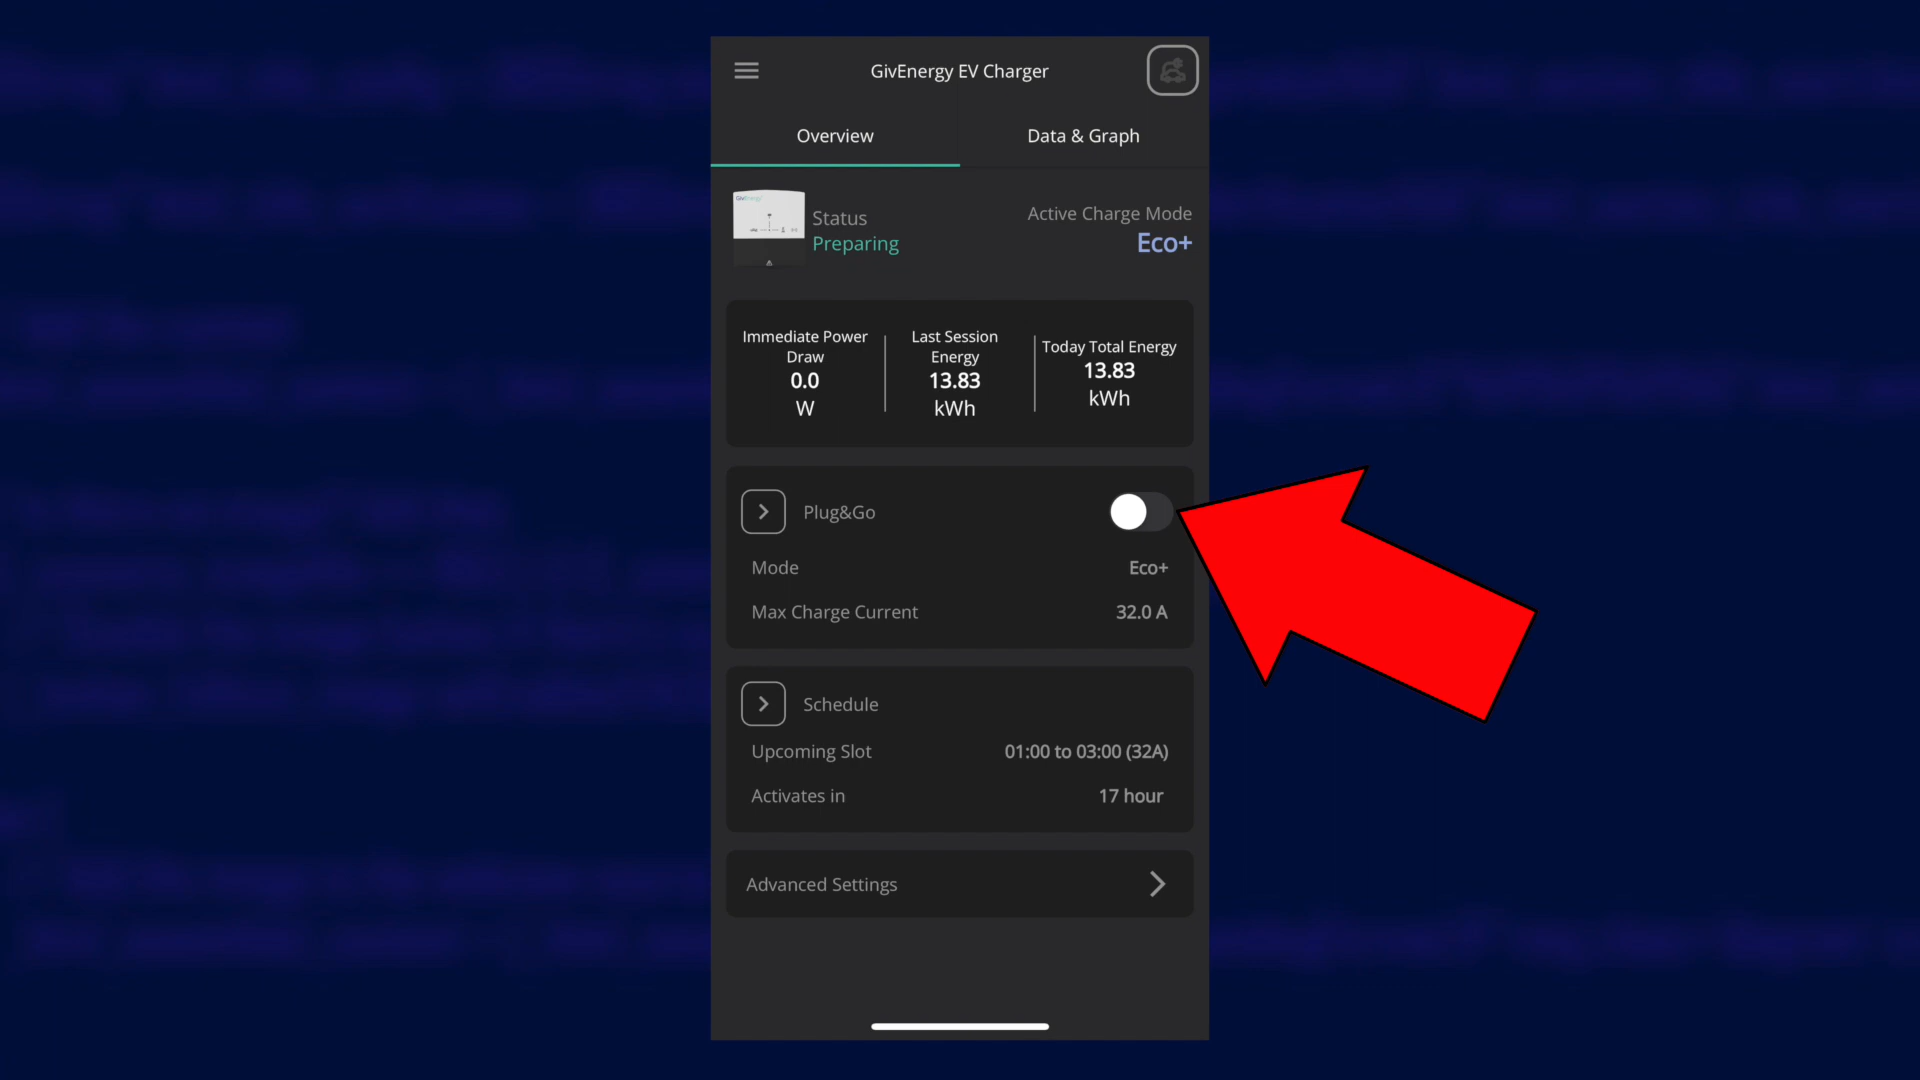 GivEnergy EV Charger
Overview
Data & Graph
Status
Preparing
Active Charge Mode
Eco+
Immediate Power
Draw
0.0
W
Last Session
Energy
13.83
kWh
Today Total Energy
13.83
kWh
Plug&Go
Mode
Eco+
Max Charge Current
32.0 A
Schedule
Upcoming Slot
01:00 to 03:00 (32A)
Activates in
17 hour
Advanced Settings